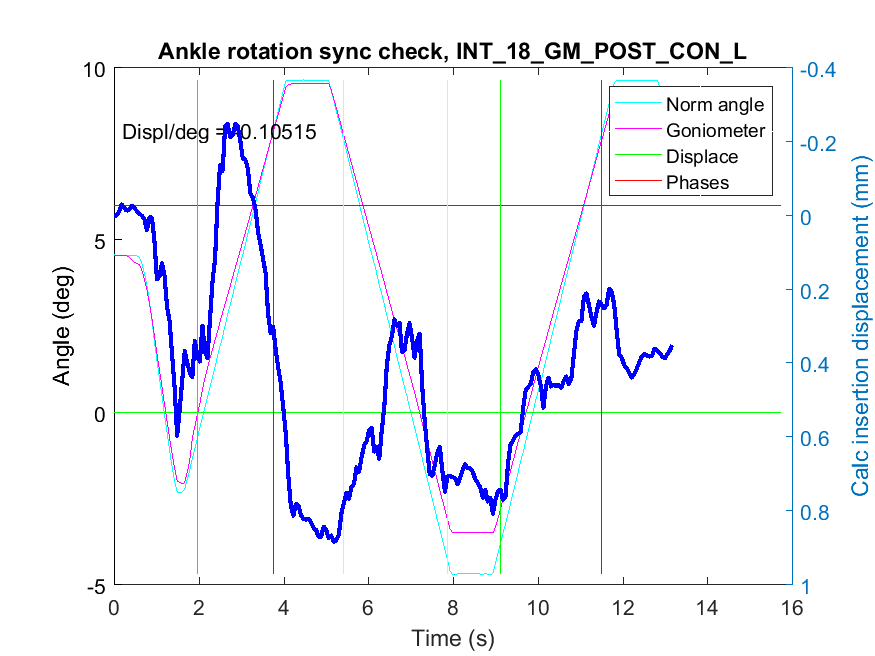 Ankle rotation sync check, INT_18_GM_POST_CON_L
Displ/deg = -0.10515
Norm angle
Goniometer
Displace
Phases
10
5
0
-5
Angle (deg)
-0.4
-0.2
0
0.2
0.4
0.6
0.8
1
Calc insertion displacement (mm)
0 2 4 6 8 10 12 14 16
Time (s)